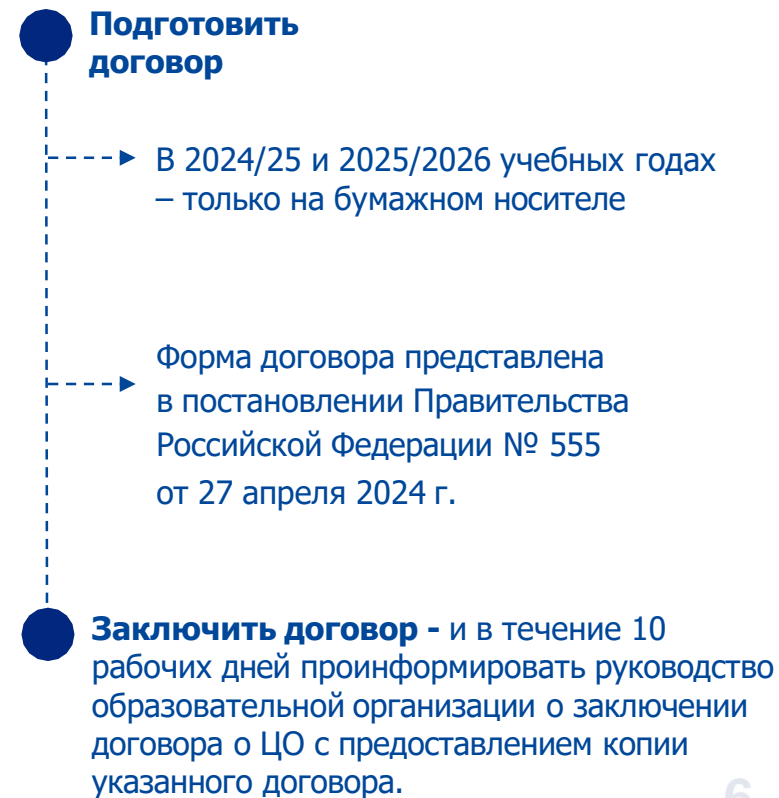 Подготовить
договор
В 2024/25 и 2025/2026 учебных годах
– только на бумажном носителе
Форма договора представлена
в постановлении Правительства
Российской Федерации № 555
от 27 апреля 2024 г.
Заключить договор - и в течение 10
рабочих дней проинформировать руководство
образовательной организации о заключении
договора о ЦО с предоставлением копии
указанного договора.
6